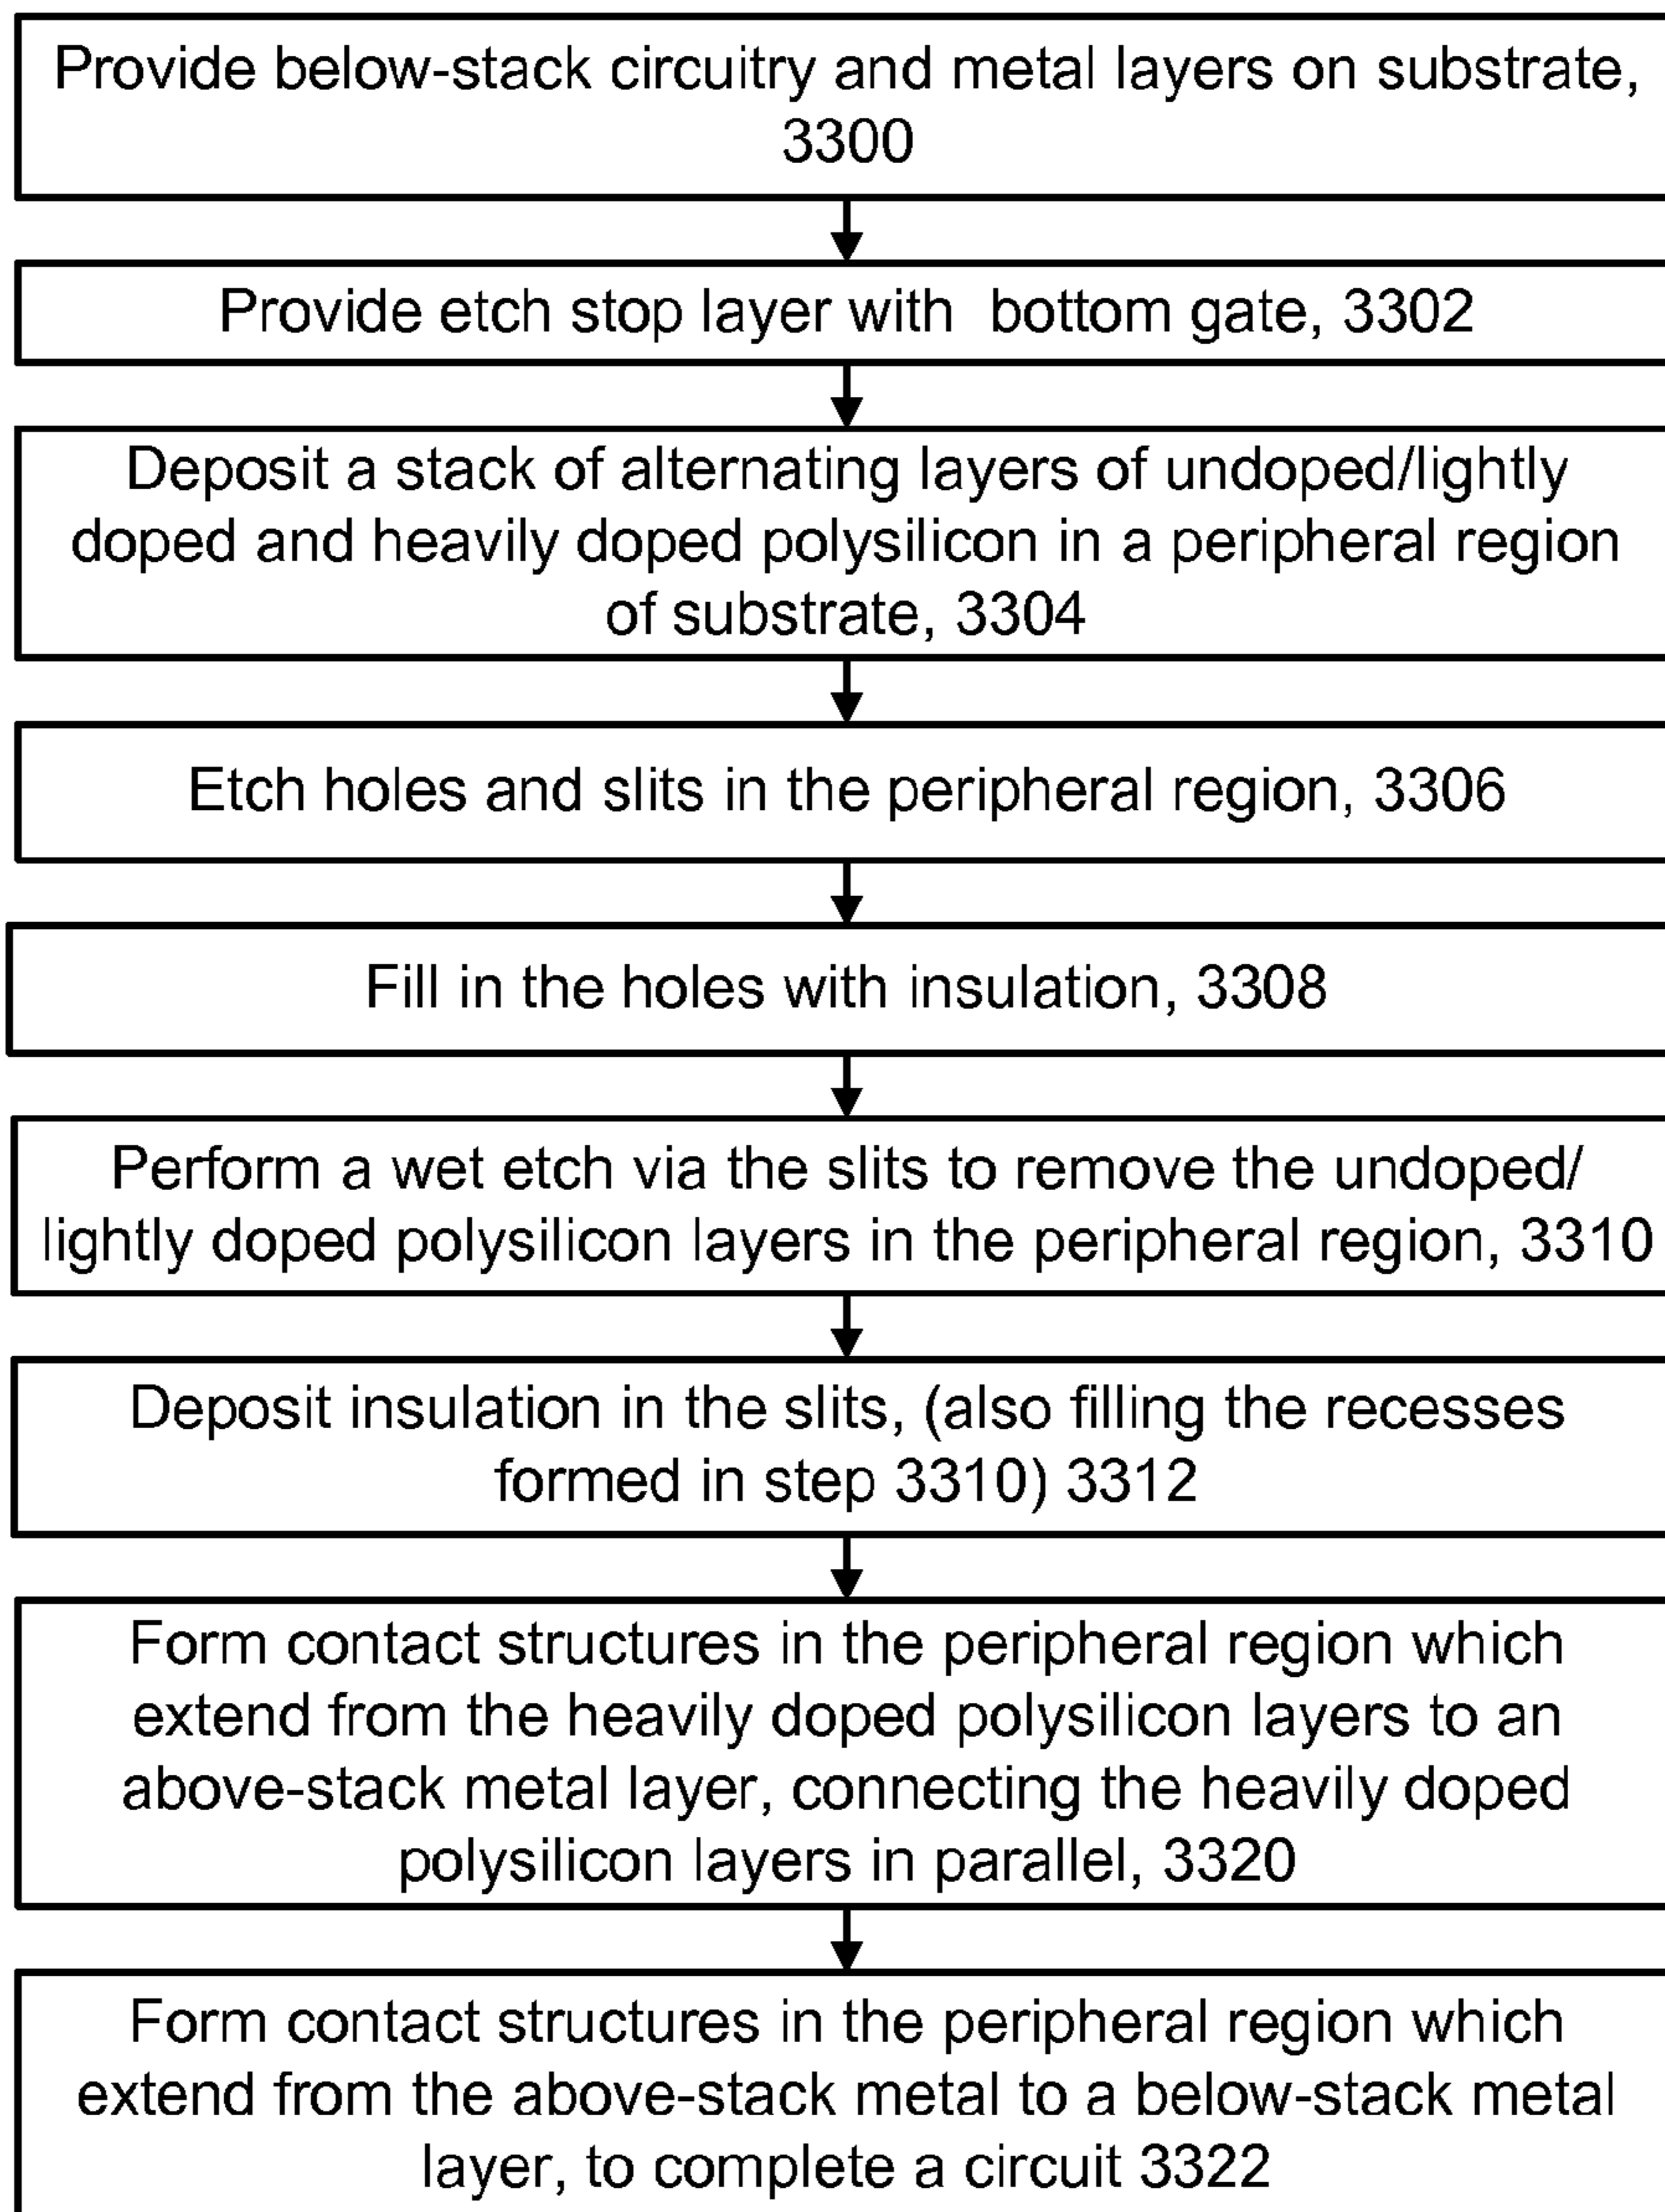 Provide below-stack circuitry and metal layers on substrate,
3300
Provide etch stop layer with bottom gate, 3302
Deposit a stack of alternating layers of undoped/lightly
doped and heavily doped polysilicon in a peripheral region
of substrate, 3304
Etch holes and slits in the peripheral region, 3306
Fill in the holes with insulation, 3308
Perform a wet etch via the slits to remove the undoped/
lightly doped polysilicon layers in the peripheral region, 3310
Deposit insulation in the slits, (also filling the recesses
formed in step 3310) 3312
Form contact structures in the peripheral region which
extend from the heavily doped polysilicon layers to an
above-stack metal layer, connecting the heavily doped
polysilicon layers in parallel, 3320
Form contact structures in the peripheral region which
extend from the above-stack metal to a below-stack metal
layer, to complete a circuit 3322